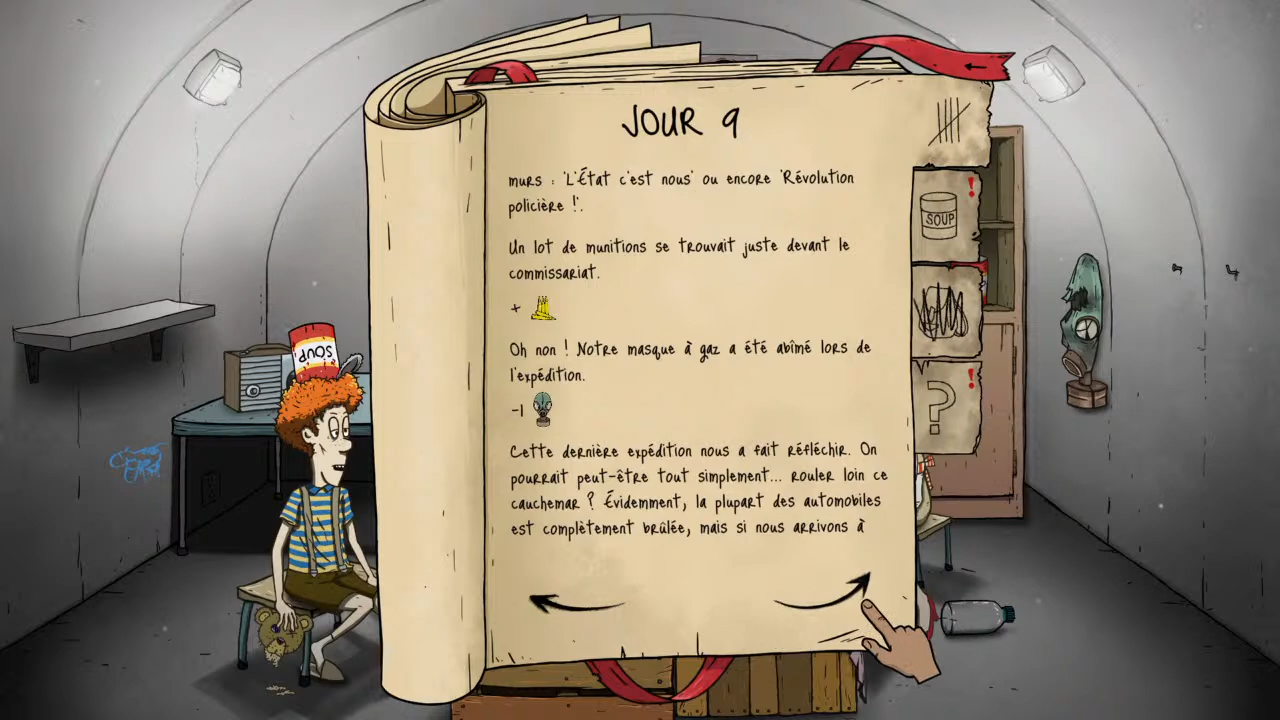 JOUR 9
murs : 'L'État c'est nous' ou encore 'Révolution
policière !'.
Un lot de munitions se trouvait juste devant le
commissariat.
+
Oh non ! Notre masque à gaz a été abîmé lors de
l'expédition.
-1
Cette dernière expédition nous a fait réfléchir. On
pourrait peut-être tout simplement... rouler loin ce
cauchemar ? Évidemment, la plupart des automobiles
est complètement brûlée, mais si nous arrivons à
!
SOUP
!
?
SOUP